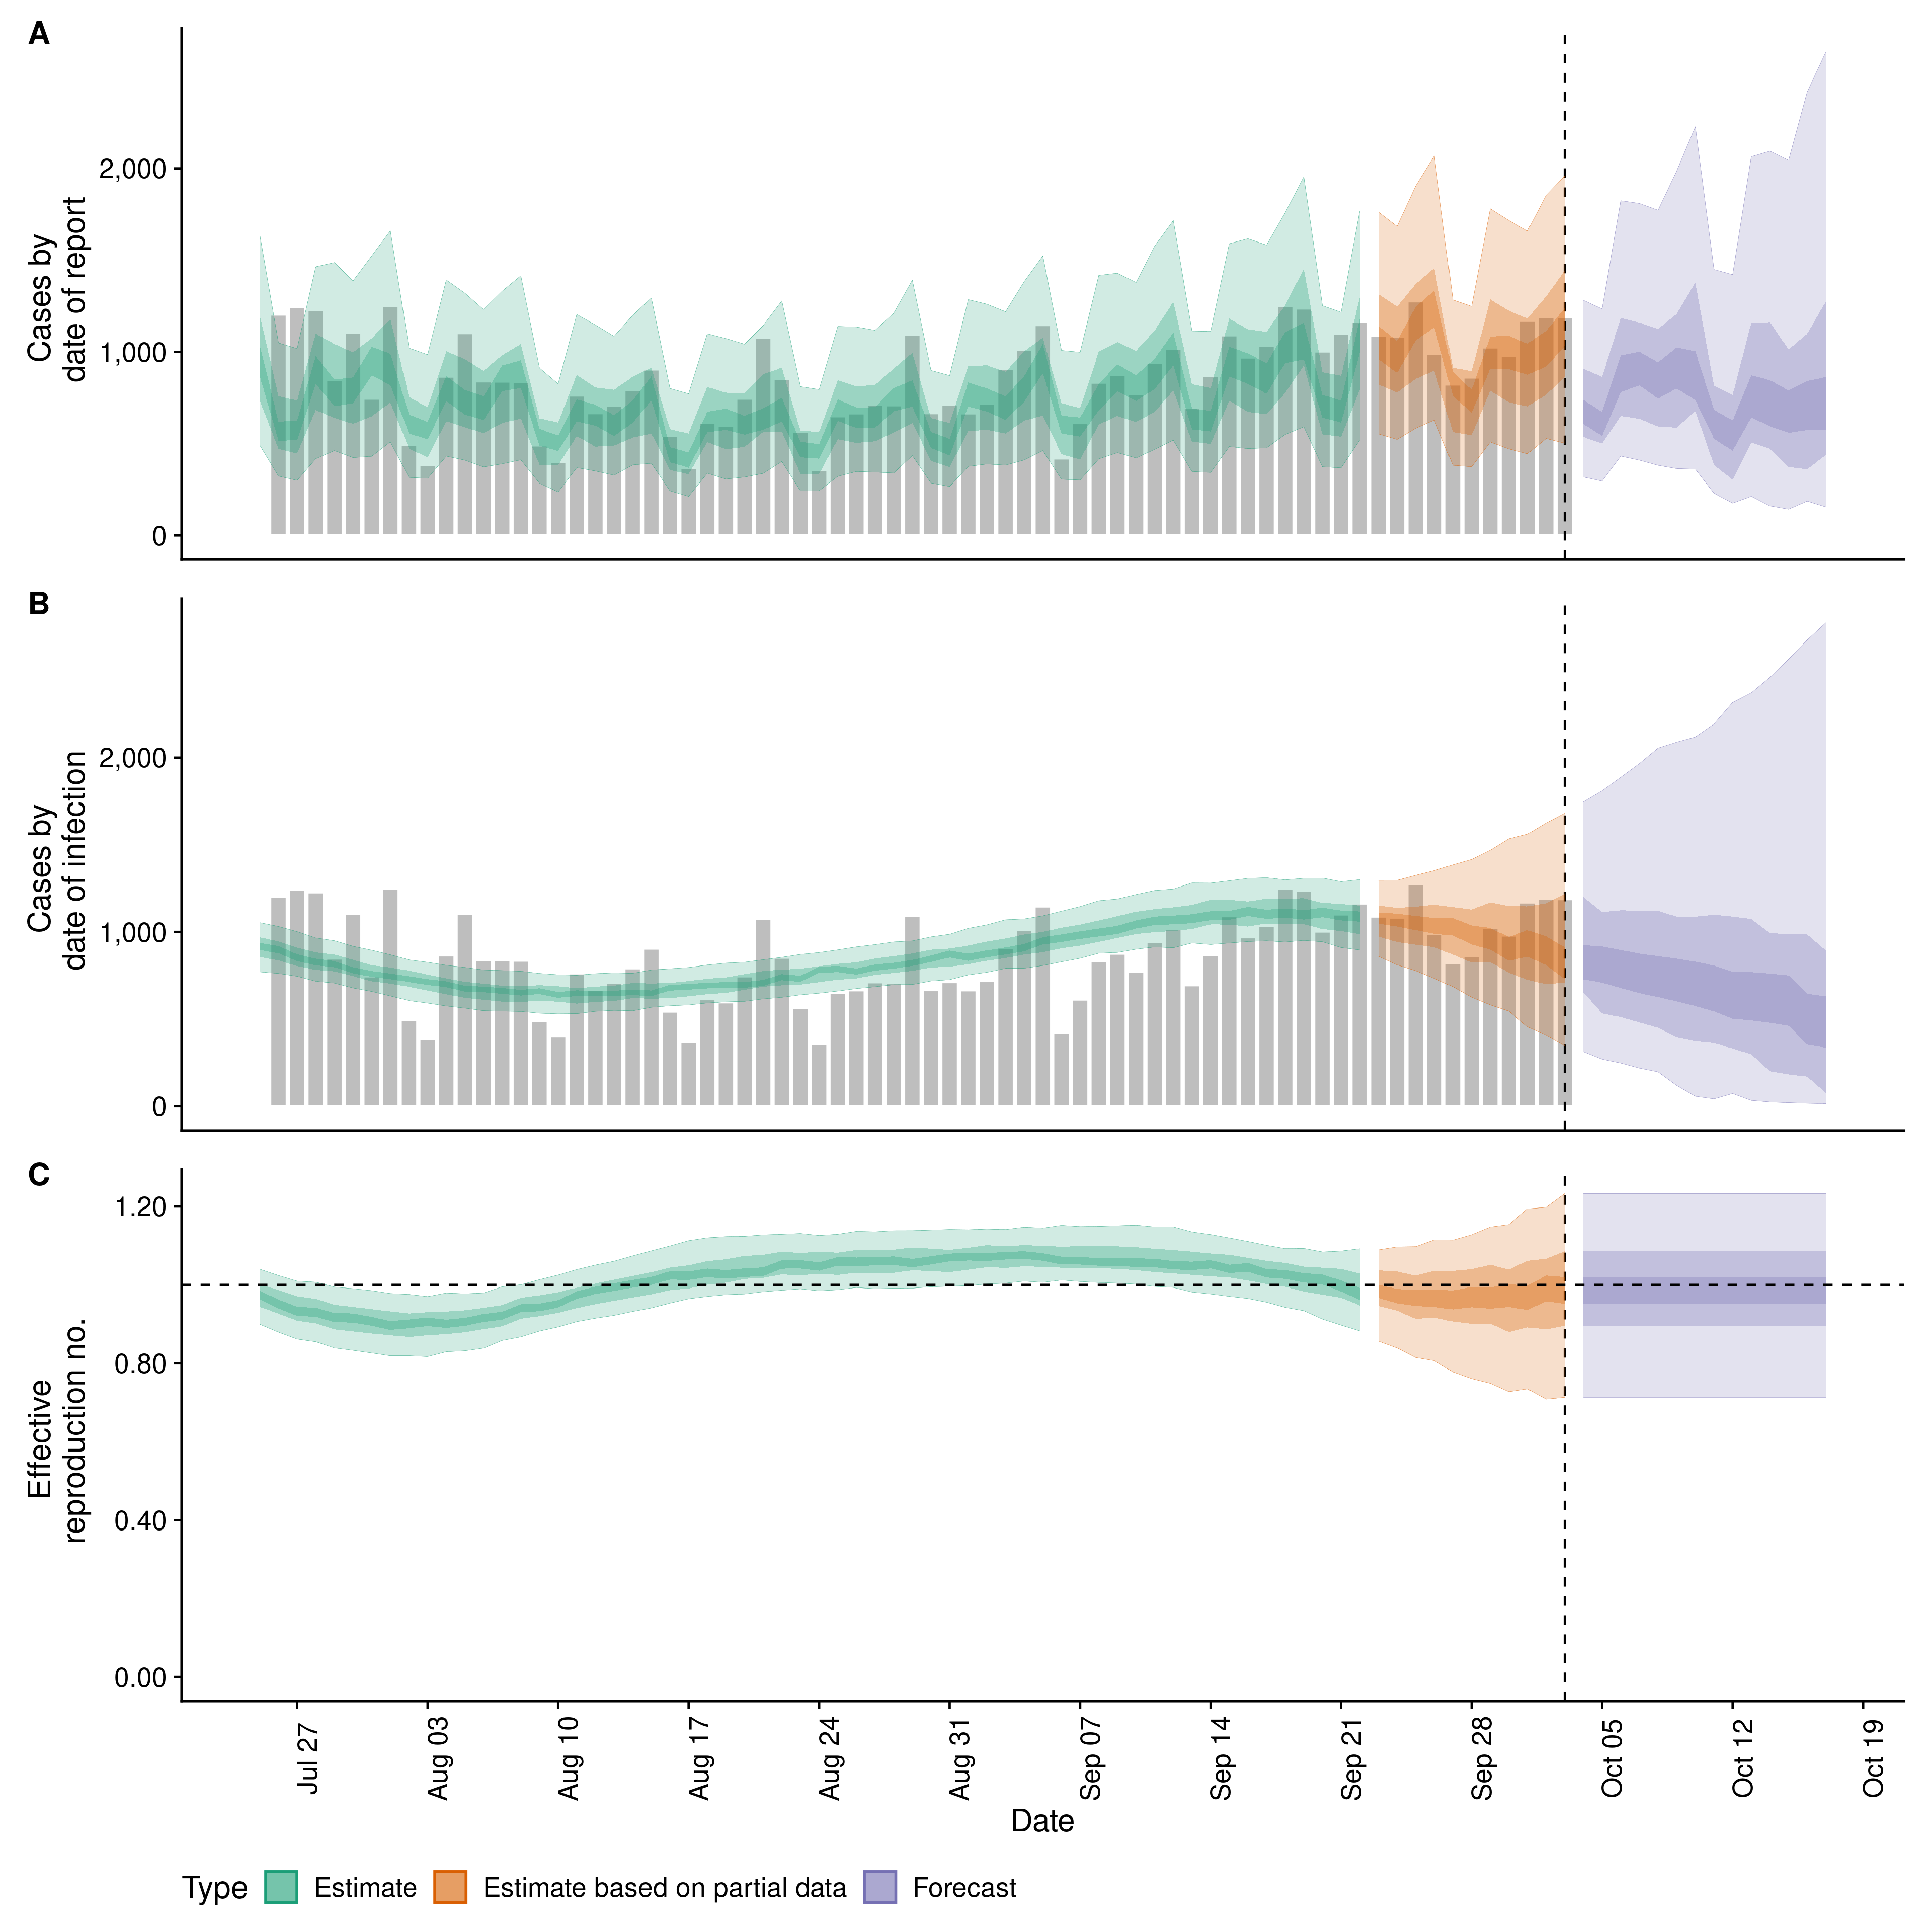 A
Cases by
date of report
2,000
1,000
0
B
Cases by
date of infection
2,000
1,000
0
C
Effective
reproduction no.
1.20
0.80
0.40
0.00
Jul 27
Aug 03
Aug 10
Aug 17
Aug 24
Aug 31
Sep 07
Sep 14
Sep 21
Sep 28
Oct 05
Oct 12
Oct 19
Date
Type Estimate Estimate based on partial data Forecast